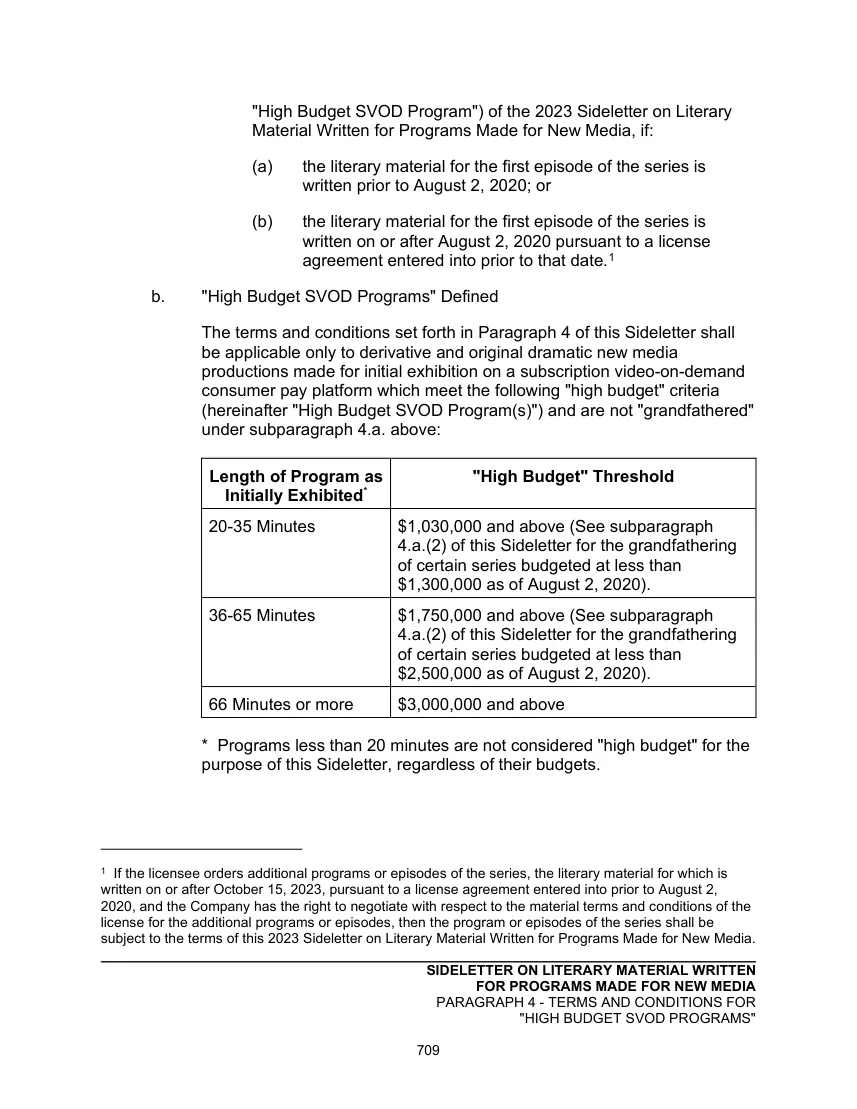 "High Budget SVOD Program") of the 2023 Sideletter on Literary
Material Written for Programs Made for New Media, if:
(a) the literary material for the first episode of the series is
written prior to August 2, 2020; or
(b) the literary material for the first episode of the series is
written on or after August 2, 2020 pursuant to a license
agreement entered into prior to that date.1
b. "High Budget SVOD Programs" Defined
The terms and conditions set forth in Paragraph 4 of this Sideletter shall
be applicable only to derivative and original dramatic new media
productions made for initial exhibition on a subscription video-on-demand
consumer pay platform which meet the following "high budget" criteria
(hereinafter "High Budget SVOD Program(s)") and are not "grandfathered"
under subparagraph 4.a. above:
Length of Program as
Initially Exhibited*
"High Budget" Threshold
20-35 Minutes
$1,030,000 and above (See subparagraph
4.a.(2) of this Sideletter for the grandfathering
of certain series budgeted at less than
$1,300,000 as of August 2, 2020).
36-65 Minutes
$1,750,000 and above (See subparagraph
4.a.(2) of this Sideletter for the grandfathering
of certain series budgeted at less than
$2,500,000 as of August 2, 2020).
66 Minutes or more
$3,000,000 and above
* Programs less than 20 minutes are not considered "high budget" for the
purpose of this Sideletter, regardless of their budgets.
1 If the licensee orders additional programs or episodes of the series, the literary material for which is
written on or after October 15, 2023, pursuant to a license agreement entered into prior to August 2,
2020, and the Company has the right to negotiate with respect to the material terms and conditions of the
license for the additional programs or episodes, then the program or episodes of the series shall be
subject to the terms of this 2023 Sideletter on Literary Material Written for Programs Made for New Media.
SIDELETTER ON LITERARY MATERIAL WRITTEN
FOR PROGRAMS MADE FOR NEW MEDIA
PARAGRAPH 4 - TERMS AND CONDITIONS FOR
"HIGH BUDGET SVOD PROGRAMS"
709